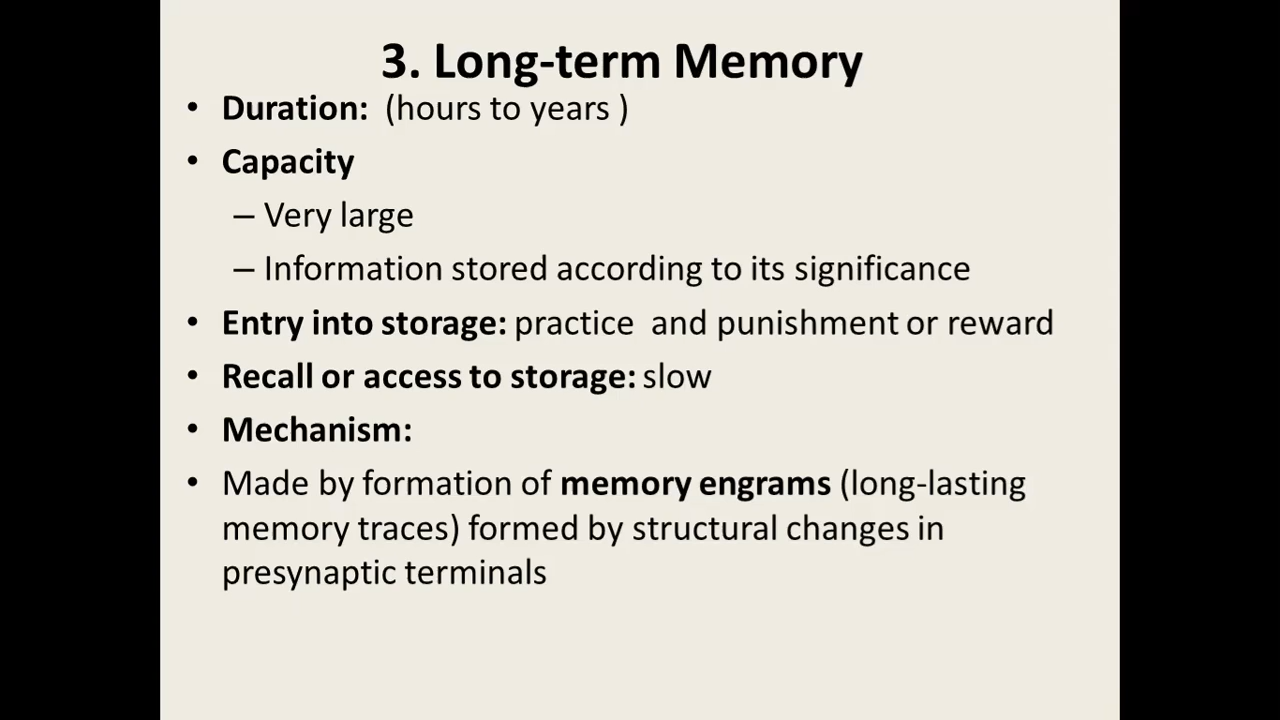 3. Long-term Memory
• Duration: (hours to years )
• Capacity
– Very large
– Information stored according to its significance
• Entry into storage: practice and punishment or reward
• Recall or access to storage: slow
• Mechanism:
• Made by formation of memory engrams (long-lasting
memory traces) formed by structural changes in
presynaptic terminals